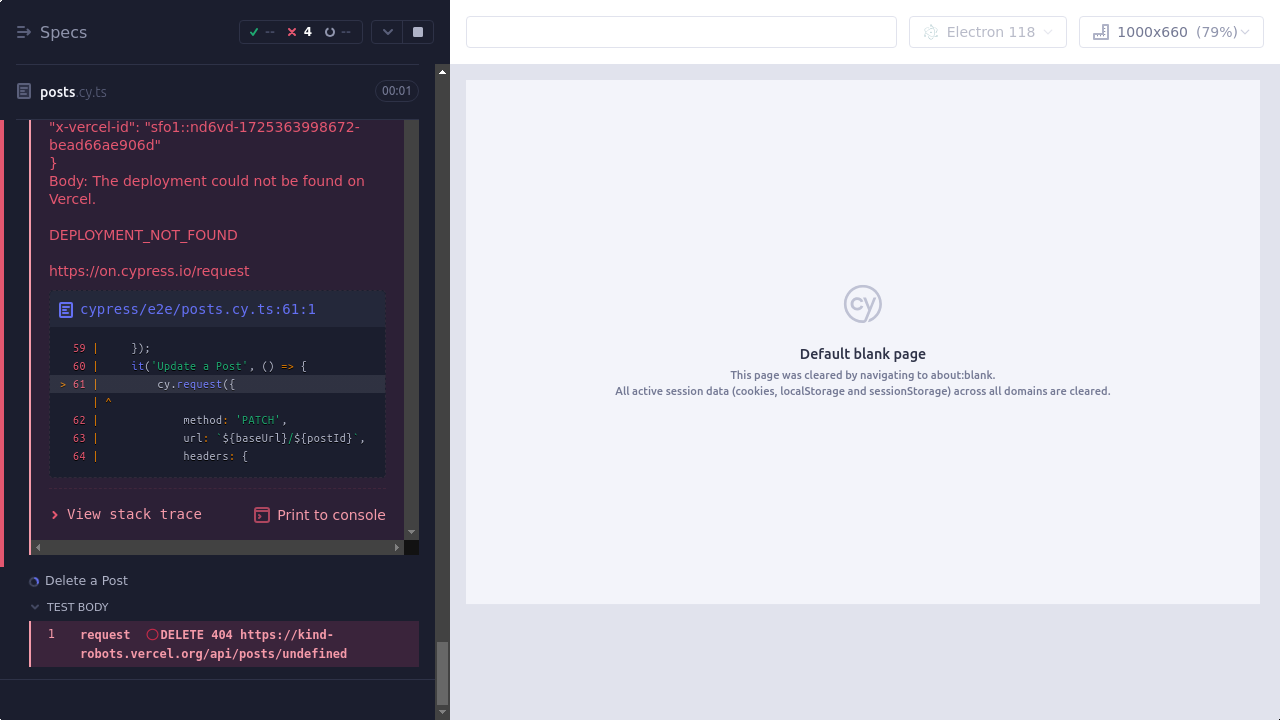 Specs
--
4
--
Electron 118
1000x660 (79%)
posts.cy.ts
00:01
"x-vercel-id": "sfo1::nd6vd-1725363998672-
bead66ae906d"
}
Body: The deployment could not be found on
Vercel.
DEPLOYMENT_NOT_FOUND
https://on.cypress.io/request
cypress/e2e/posts.cy.ts:61:1
59 |     });
60 |     it('Update a Post', () => {
> 61 |         cy.request({
| ^
62 |             method: 'PATCH',
63 |             url: `${baseUrl}/${postId}`,
64 |             headers: {
View stack trace
Print to console
Delete a Post
TEST BODY
1 request DELETE 404 https://kind-
robots.vercel.org/api/posts/undefined
cy
Default blank page
This page was cleared by navigating to about:blank.
All active session data (cookies, localStorage and sessionStorage) across all domains are cleared.